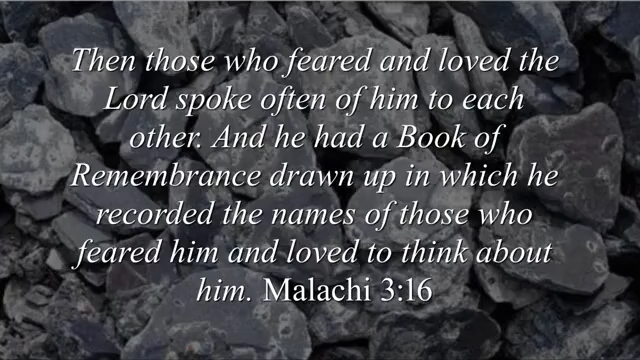 Then those who feared and loved the
Lord spoke often of him to each
other. And he had a Book of
Remembrance drawn up in which he
recorded the names of those who
feared him and loved to think about
him. Malachi 3:16